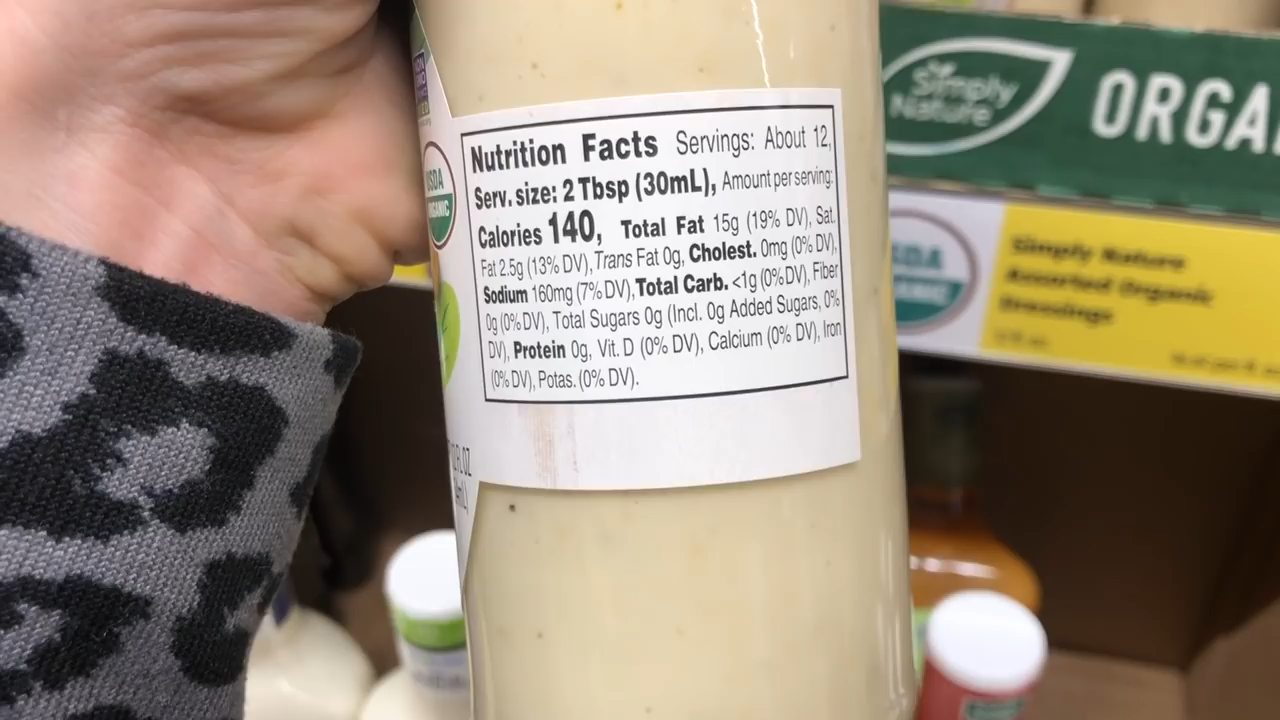 Nutrition Facts Servings: About 12,
Serv. size: 2 Tbsp (30mL), Amount per serving:
Calories 140, Total Fat 15g (19% DV), Sat.
Fat 2.5g (13% DV), Trans Fat 0g, Cholest. 0mg (0% DV),
Sodium 160mg (7% DV), Total Carb. <1g (0% DV), Fiber
0g (0% DV), Total Sugars 0g (Incl. 0g Added Sugars, 0%
DV), Protein 0g, Vit. D (0% DV), Calcium (0% DV), Iron
(0% DV), Potas. (0% DV).
USDA
ORGANIC
FL OZ
Simply
Nature
ORGA
Simply Nature
Assorted Organic
Dressings